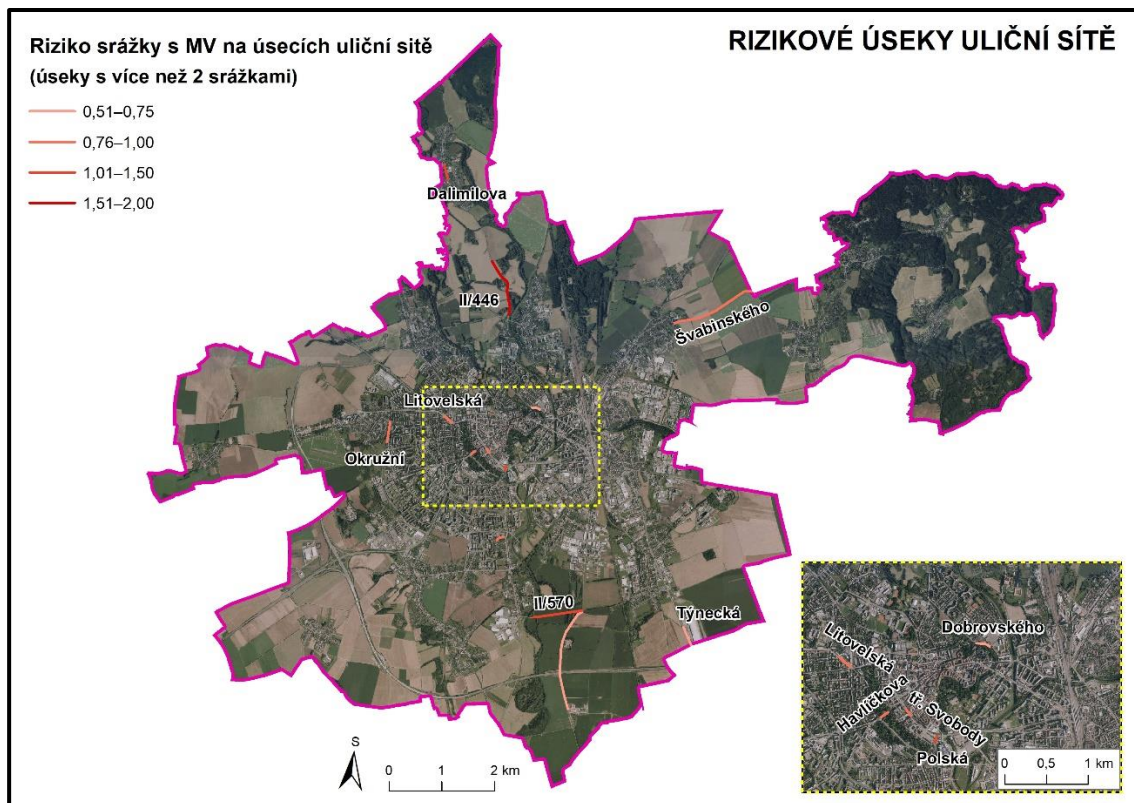 RIZIKOVÉ ÚSEKY ULIČNÍ SÍTĚ
Riziko srážky s MV na úsecích uliční sitě
(úseky s více než 2 srážkami)
0,51–0,75
0,76–1,00
1,01–1,50
1,51–2,00
Dalimilova
II/446
Švabinského
Litovelská
Okružní
II/570
Týnecká
S
0 1 2 km
Dobrovského
Litovelská
Havlíčkova
tř. Svobody
Polská
0 0,5 1 km